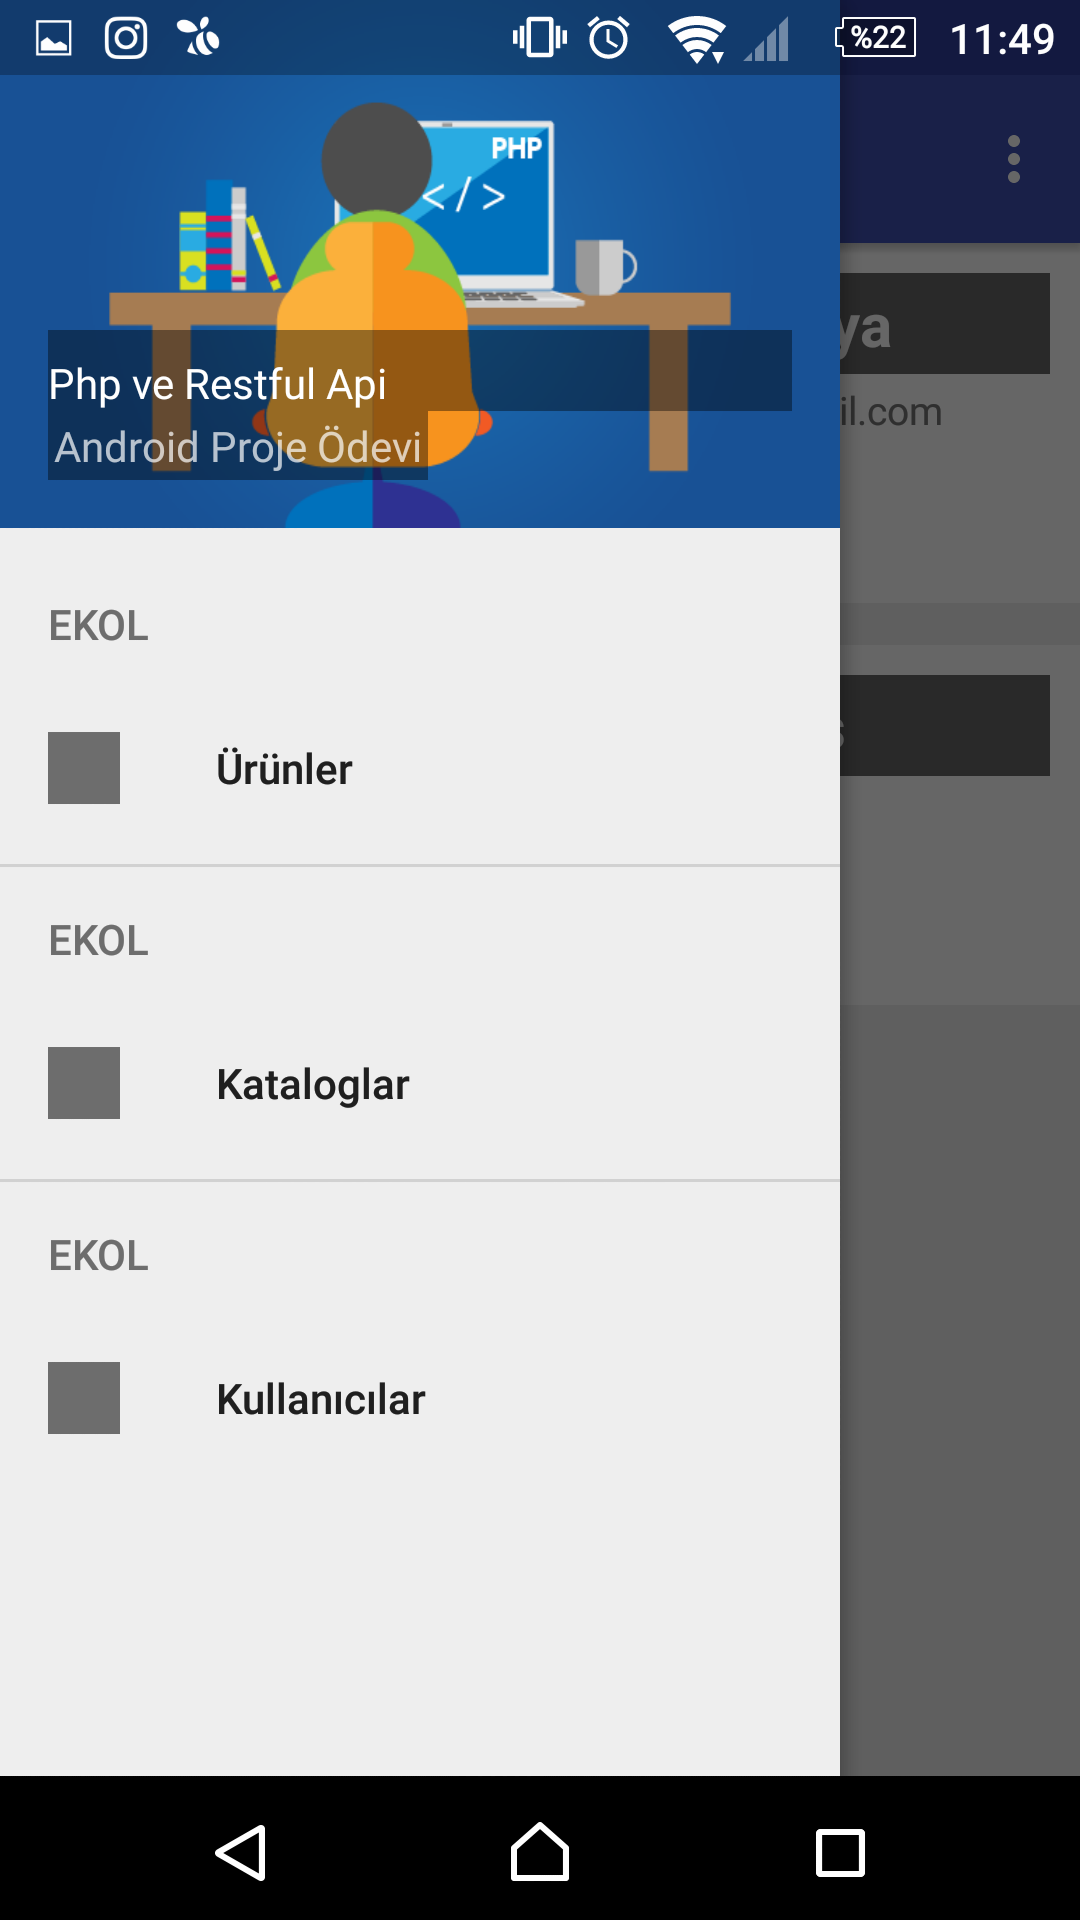 %22 11:49
PHP
</>
Php ve Restful Api
Android Proje Ödevi
ya
il.com
EKOL
Ürünler
EKOL
Kataloglar
EKOL
Kullanıcılar